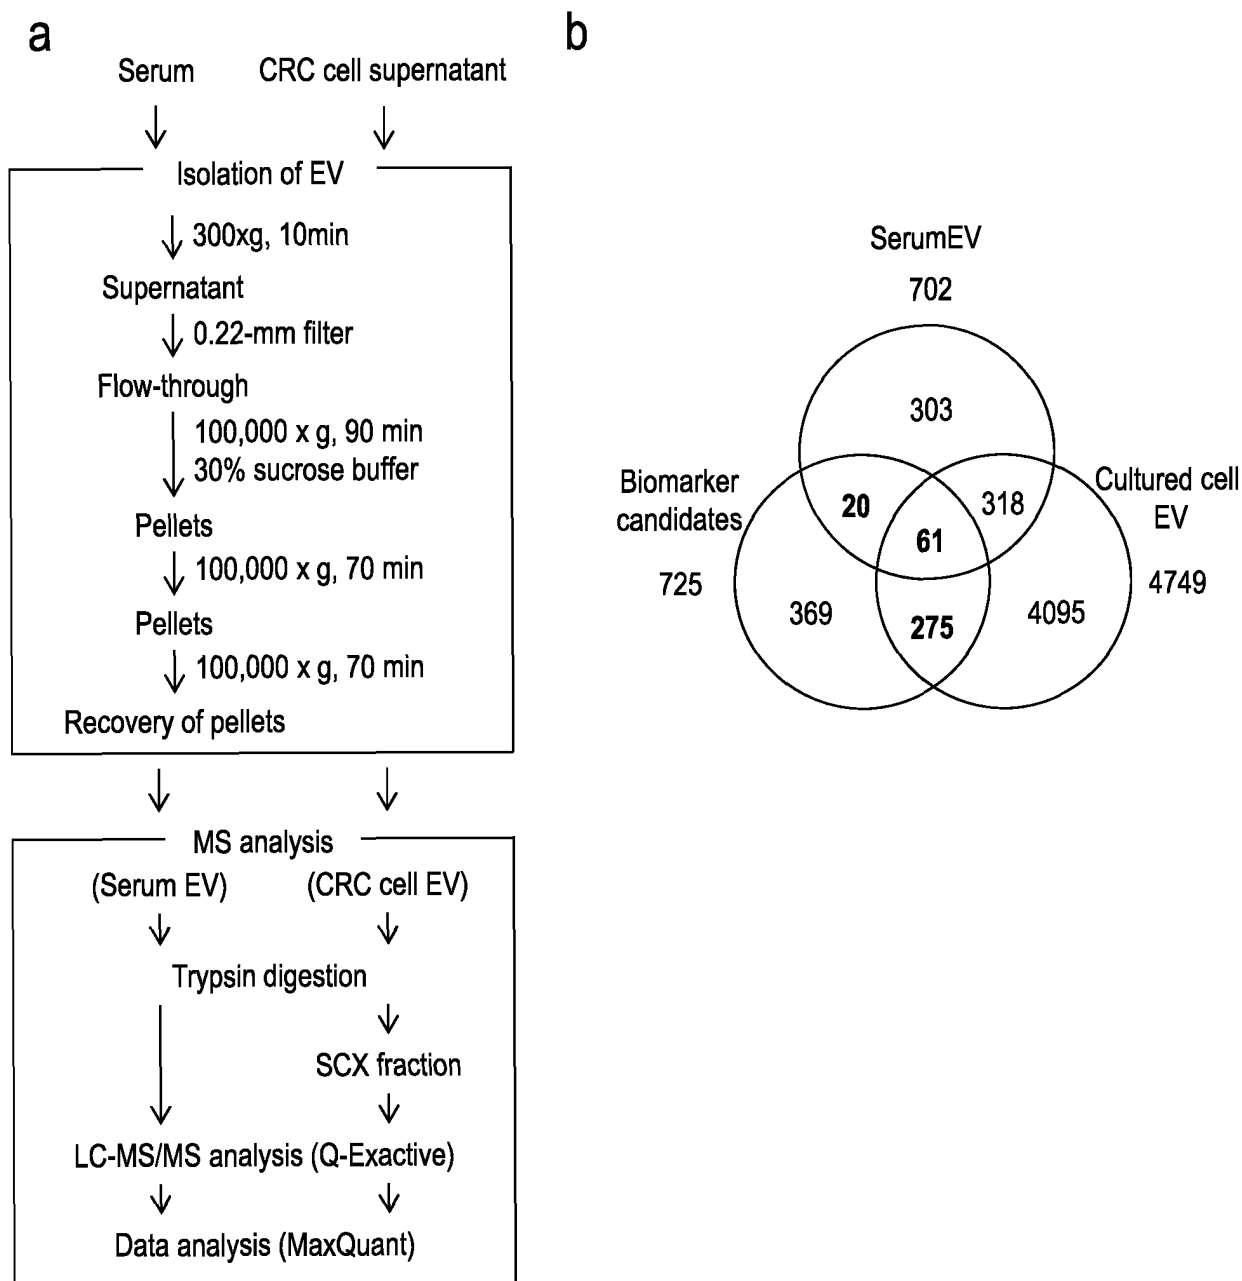 a
Serum
CRC cell supernatant
Isolation of EV
300xg, 10min
Supernatant
0.22-mm filter
Flow-through
100,000 x g, 90 min
30% sucrose buffer
Pellets
100,000 x g, 70 min
Pellets
100,000 x g, 70 min
Recovery of pellets
MS analysis
(Serum EV)
(CRC cell EV)
Trypsin digestion
SCX fraction
LC-MS/MS analysis (Q-Exactive)
Data analysis (MaxQuant)
b
SerumEV
702
303
Biomarker
candidates
725
20
318
61
Cultured cell
EV
4749
369
275
4095